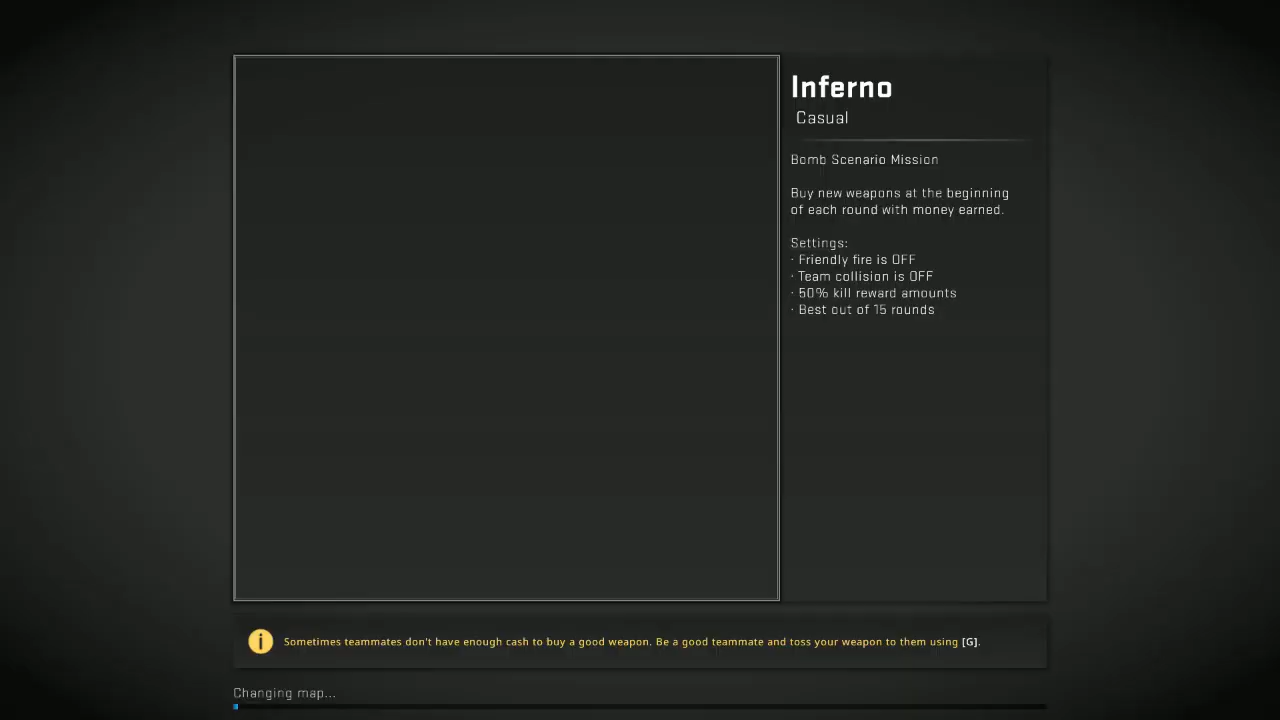 Inferno
Casual
Bomb Scenario Mission
Buy new weapons at the beginning
of each round with money earned.
Settings:
· Friendly fire is OFF
· Team collision is OFF
· 50% kill reward amounts
· Best out of 15 rounds
Sometimes teammates don't have enough cash to buy a good weapon. Be a good teammate and toss your weapon to them using [G].
Changing map...